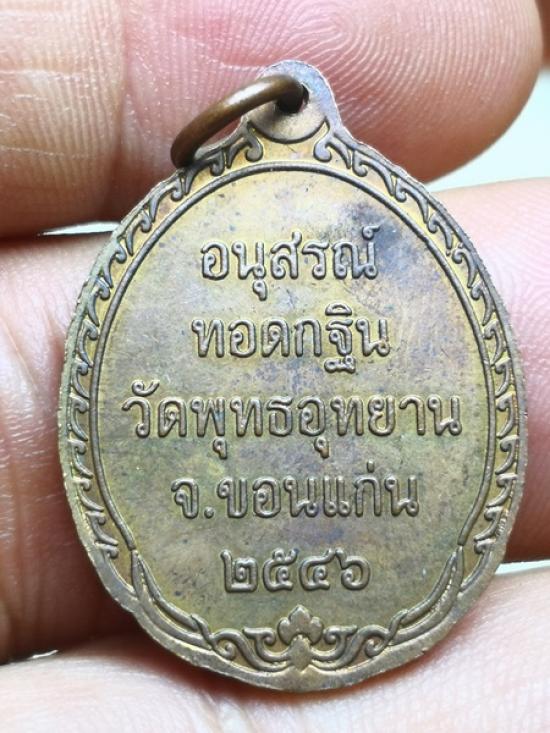 อนุสรณ์
ทอดกฐิน
วัดพุทธอุทยาน
จ.ขอนแก่น
๒๕๔๖